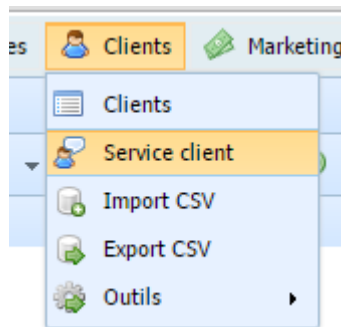 es Clients Marketing
Clients
Service client
Import CSV
Export CSV
Outils